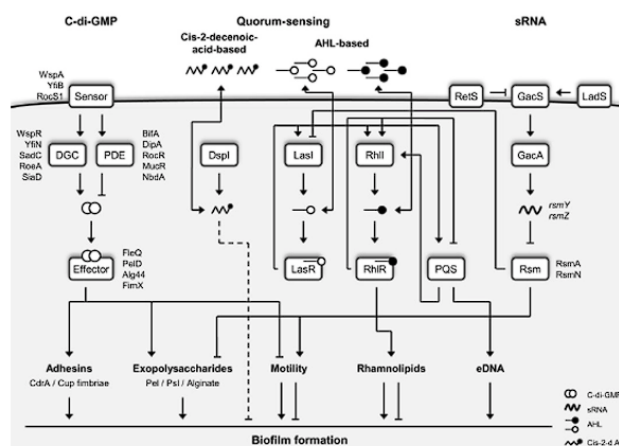 C-di-GMP
Quorum-sensing
sRNA
Cis-2-decenoic-
acid-based
AHL-based
WspA
YfiB
RocS1
Sensor
RetS
GacS
LadS
WspR
YfiN
SadC
RoeA
SiaD
DGC
PDE
BifA
DipA
RocR
MucR
NbdA
DspI
LasI
RhlI
GacA
rsmY
rsmZ
Effector
FleQ
PelD
Alg44
FimX
LasR
RhlR
PQS
Rsm
RsmA
RsmN
Adhesins
CdrA / Cup fimbriae
Exopolysaccharides
Pel / Psl / Alginate
Motility
Rhamnolipids
eDNA
C-di-GMP
sRNA
AHL
Cis-2-d.A
Biofilm formation